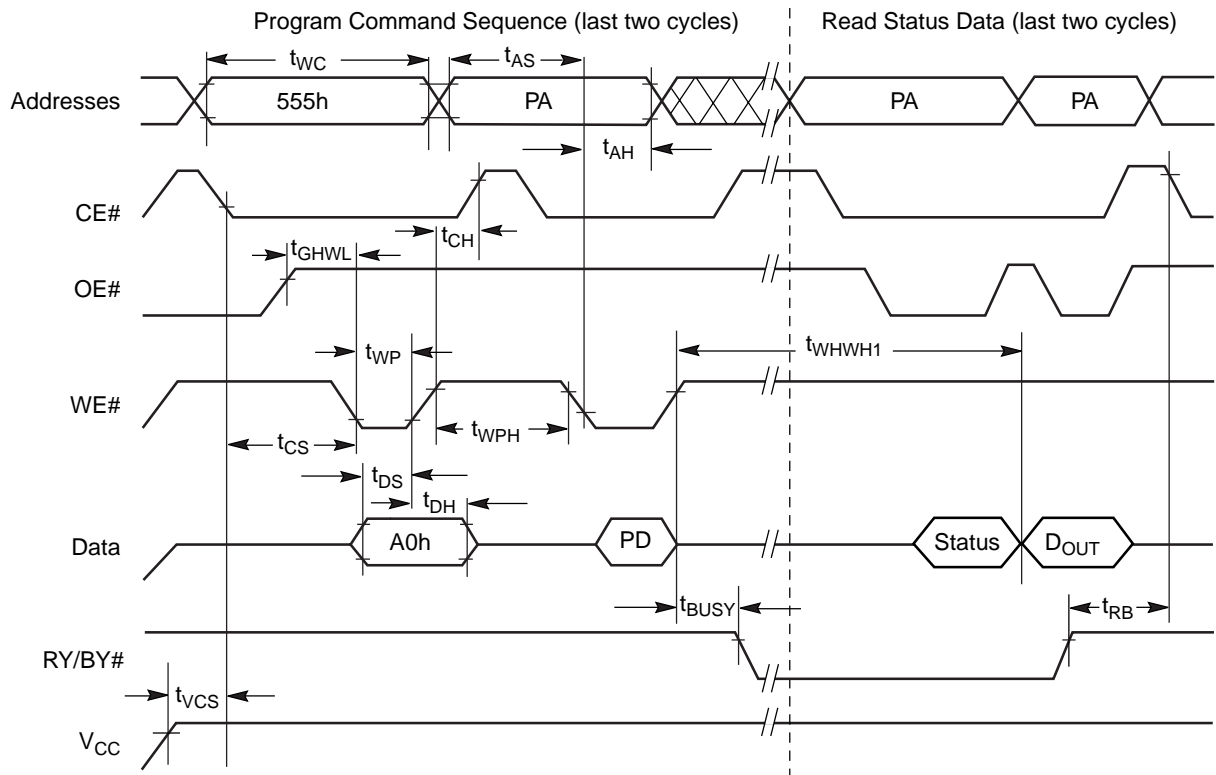 Program Command Sequence (last two cycles)
Read Status Data (last two cycles)
tWC
tAS
Addresses
555h
PA
PA
PA
tAH
CE#
tCH
tGHWL
OE#
tWP
tWHWH1
WE#
tCS
tWPH
tDS
tDH
Data
A0h
PD
Status
DOUT
tBUSY
tRB
RY/BY#
tVCS
VCC